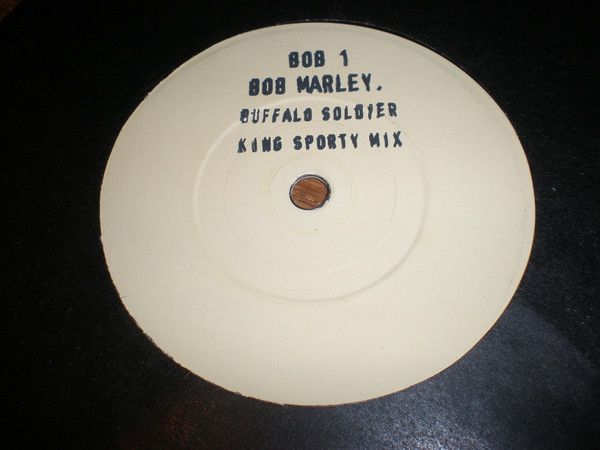 BOB 1
BOB MARLEY.
BUFFALO SOLDIER
KING SPORTY MIX